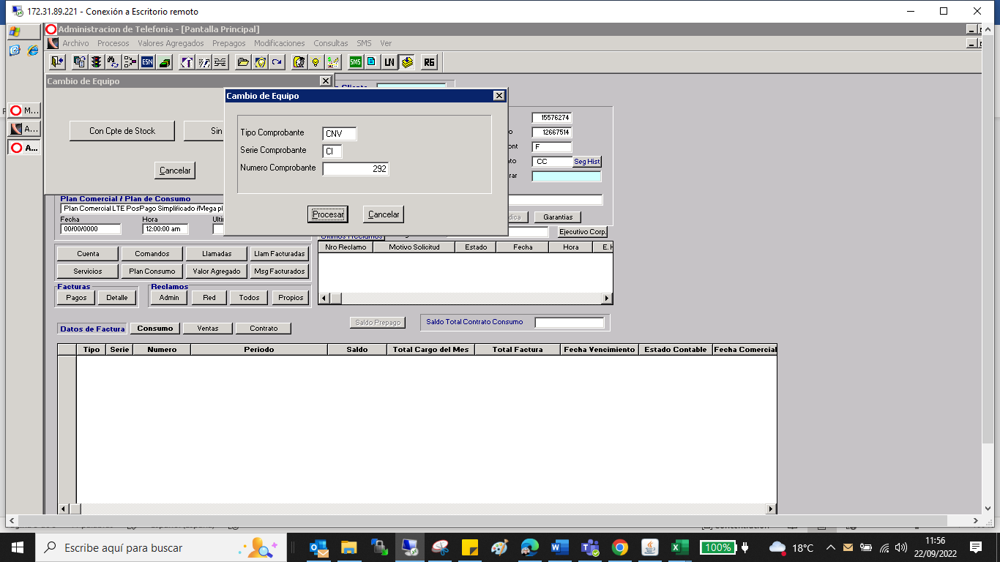 172.31.89.221 - Conexión a Escritorio remoto
Administracion de Telefonia - [Pantalla Principal]
Archivo Procesos Valores Agregados Prepagos Modificaciones Consultas SMS Ver
ESN SMS LN R6
Cambio de Equipo
Cliente
Cambio de Equipo
M...
A...
A...
Con Cpte de Stock
Sin
Cancelar
Tipo Comprobante CNV
Serie Comprobante CI
Numero Comprobante 292
Procesar
Cancelar
15576274
12667514
ont F
CC Seg Hist
rar
Plan Comercial / Plan de Consumo
Plan Comercial LTE PosPago Simplificado /Mega pl
Fecha Hora Ulti
00/00/0000 12:00:00 am
dica Garantias
Ejecutivo Corp.
Ultimos Reclamos
Nro Reclamo Motivo Solicitud Estado Fecha Hora E. H
Cuenta Comandos Llamadas Llam Facturadas
Servicios Plan Consumo Valor Agregado Msg Facturados
Facturas Reclamos
Pagos Detalle Admin Red Todos Propios
Saldo Prepago Saldo Total Contrato Consumo
Datos de Factura Consumo Ventas Contrato
Tipo Serie Numero Periodo Saldo Total Cargo del Mes Total Factura Fecha Vencimiento Estado Contable Fecha Comercial
Escribe aquí para buscar
100%
18°C
11:56
22/09/2022